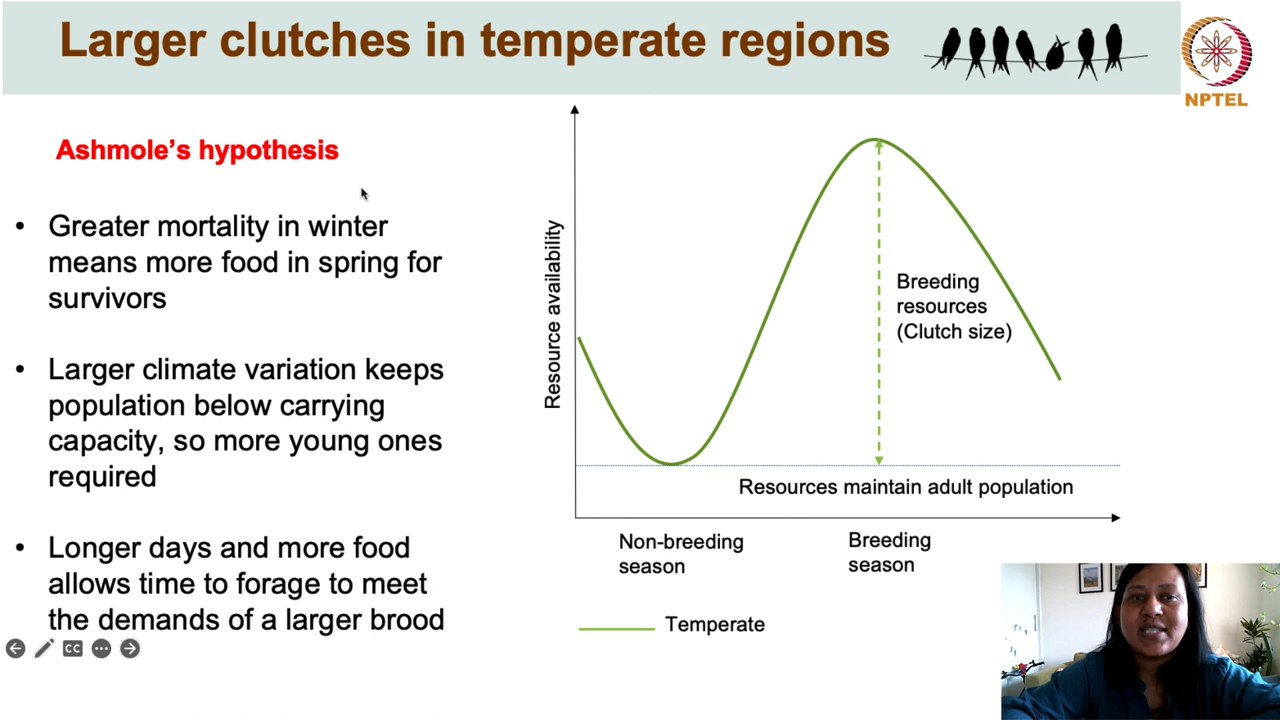 Larger clutches in temperate regions
NPTEL
Ashmole's hypothesis
• Greater mortality in winter
means more food in spring for
survivors
• Larger climate variation keeps
population below carrying
capacity, so more young ones
required
• Longer days and more food
allows time to forage to meet
the demands of a larger brood
Resource availability
Breeding
resources
(Clutch size)
Resources maintain adult population
Non-breeding
season
Breeding
season
Temperate
CC